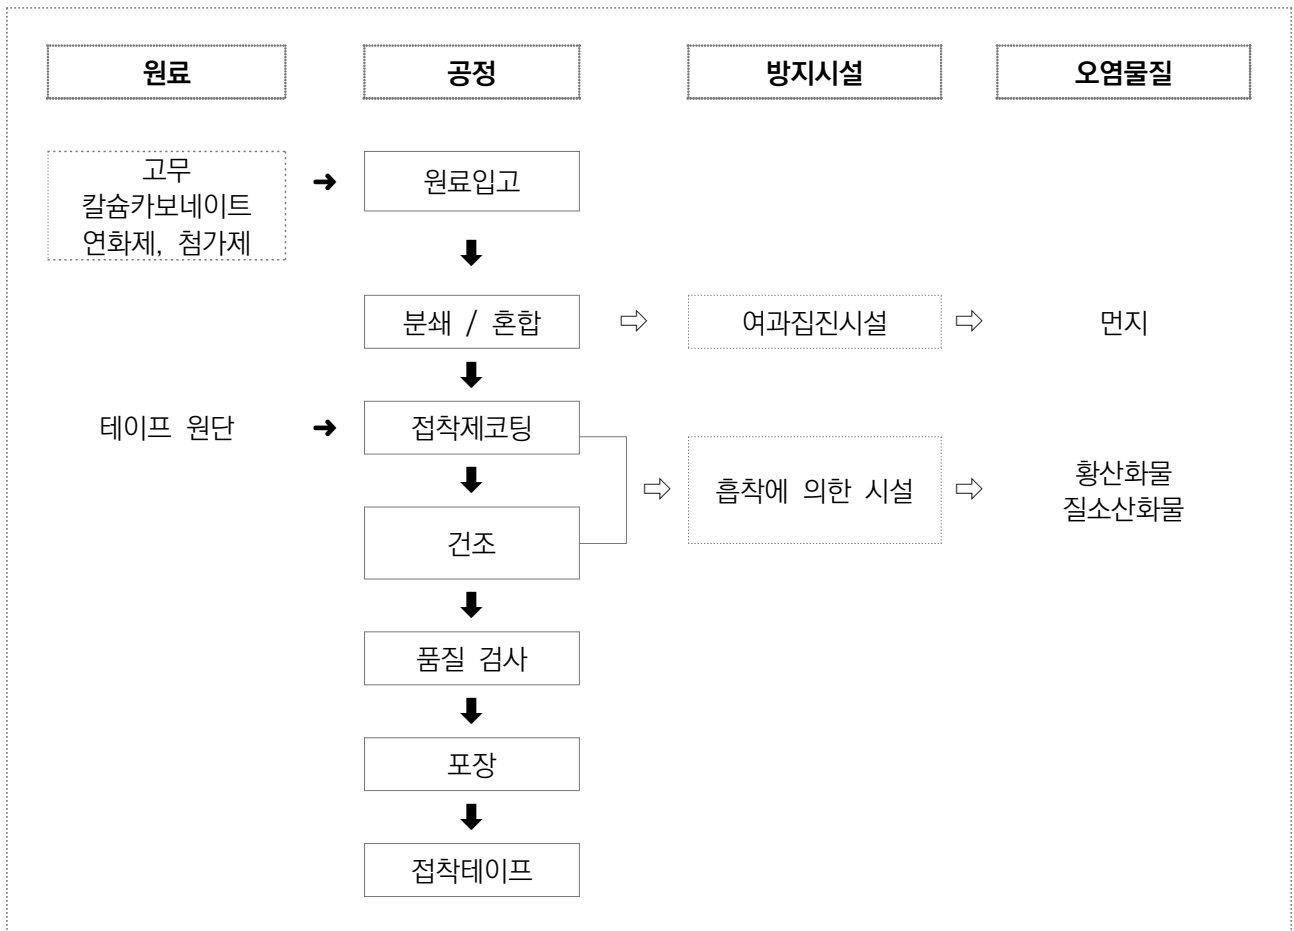 원료
공정
방지시설
오염물질
고무
칼슘카보네이트
연화제, 첨가제
원료입고
분쇄 / 혼합
여과집진시설
먼지
테이프 원단
접착제코팅
건조
흡착에 의한 시설
황산화물
질소산화물
품질 검사
포장
접착테이프